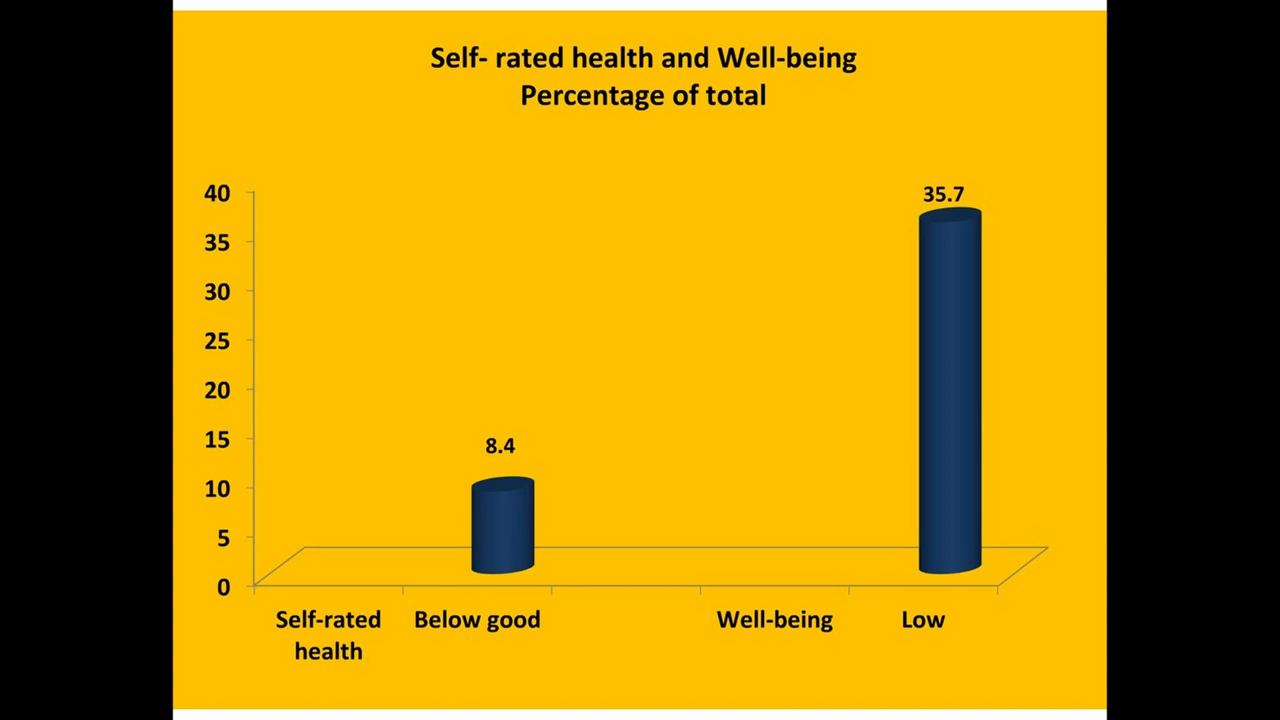 Self- rated health and Well-being
Percentage of total
40
35.7
35
30
25
20
15
8.4
10
5
0
Self-rated
health
Below good
Well-being
Low